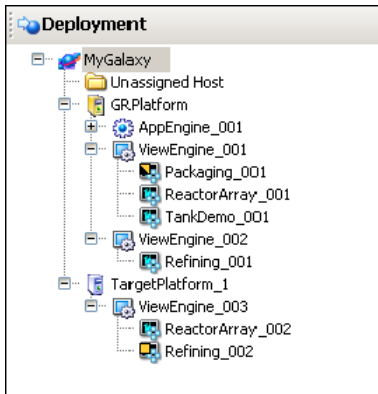 Deployment
MyGalaxy
Unassigned Host
GRPlatform
AppEngine_001
ViewEngine_001
Packaging_001
ReactorArray_001
TankDemo_001
ViewEngine_002
Refining_001
TargetPlatform_1
ViewEngine_003
ReactorArray_002
Refining_002